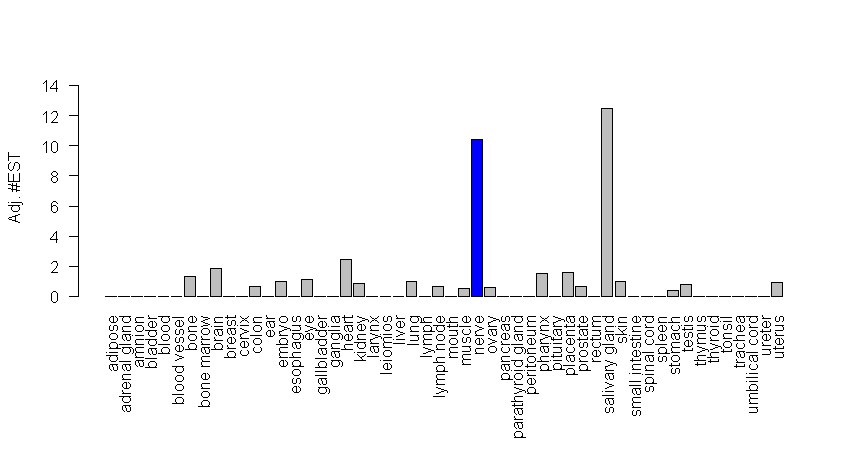 Adj. #EST
14
12
10
8
6
4
2
0
adipose
adrenal gland
amnion
bladder
blood
blood vessel
bone
bone marrow
brain
breast
cervix
colon
ear
embryo
esophagus
eye
gallbladder
ganglia
heart
kidney
larynx
leiomios
liver
lung
lymph
lymph node
mouth
muscle
nerve
ovary
pancreas
parathyroid gland
peritoneum
pharynx
pituitary
placenta
prostate
rectum
salivary gland
skin
small intestine
spinal cord
spleen
stomach
testis
thymus
thyroid
tonsil
trachea
umbilical cord
ureter
uterus